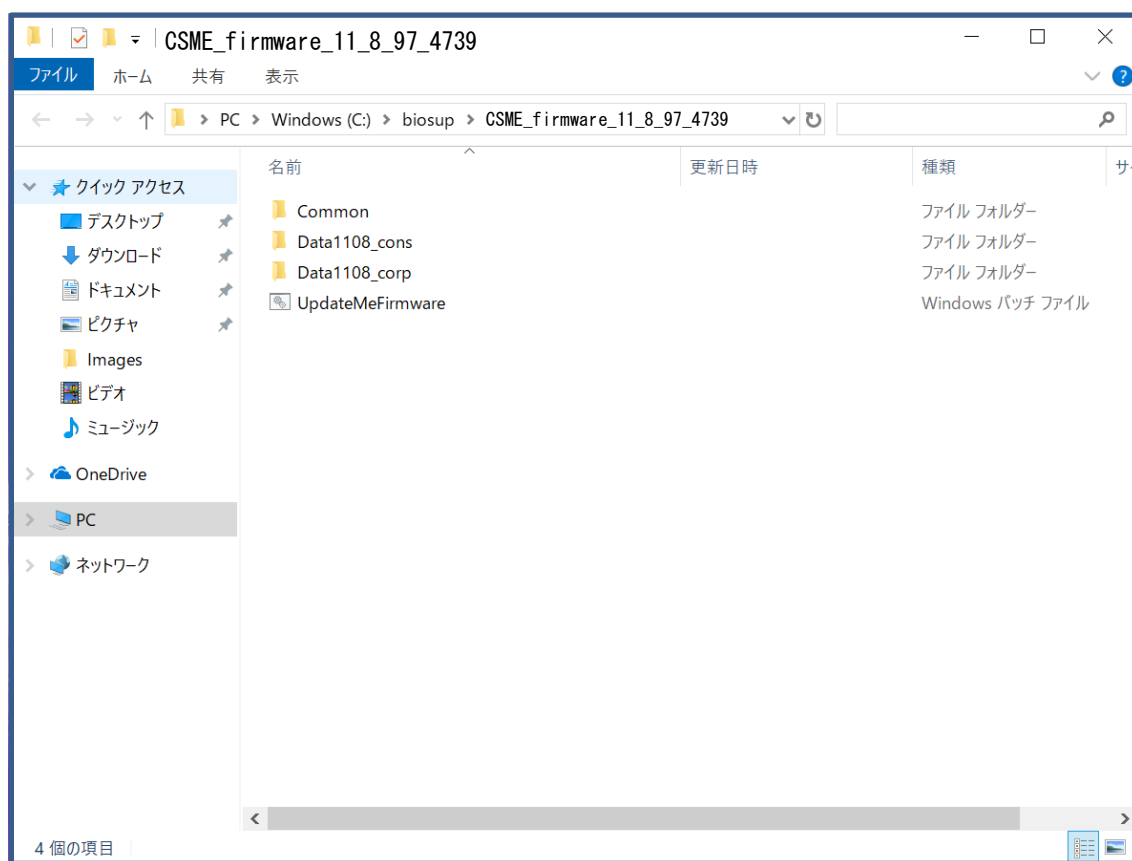 CSME_firmware_11_8_97_4739
ファイル ホーム 共有 表示 ?
PC > Windows (C:) > biosup > CSME_firmware_11_8_97_4739
名前 更新日時 種類 サ
クイック アクセス
デスクトップ
ダウンロード
ドキュメント
ピクチャ
Images
ビデオ
ミュージック
OneDrive
PC
ネットワーク
Common ファイル フォルダー
Data1108_cons ファイル フォルダー
Data1108_corp ファイル フォルダー
UpdateMeFirmware Windows バッチ ファイル
4 個の項目